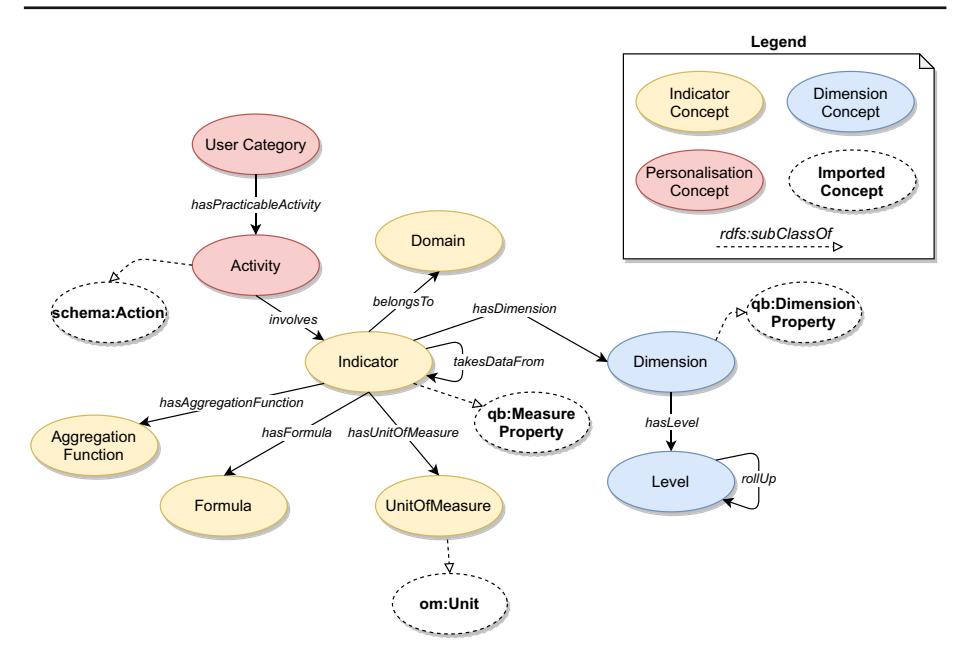 Legend
Indicator
Concept
Dimension
Concept
Personalisation
Concept
Imported
Concept
rdfs:subClassOf
User Category
hasPracticableActivity
Activity
schema:Action
involves
Domain
belongsTo
hasDimension
qb:Dimension
Property
Indicator
takesDataFrom
Dimension
hasAggregationFunction
hasFormula
hasUnitOfMeasure
qb:Measure
Property
hasLevel
Aggregation
Function
Formula
UnitOfMeasure
Level
rollUp
om:Unit